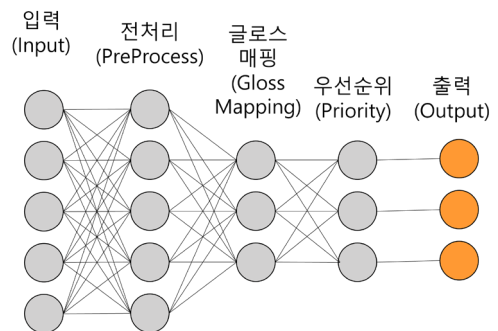 입력
(Input)
전처리
(PreProcess)
글로스
매핑
(Gloss
Mapping)
우선순위
(Priority)
출력
(Output)